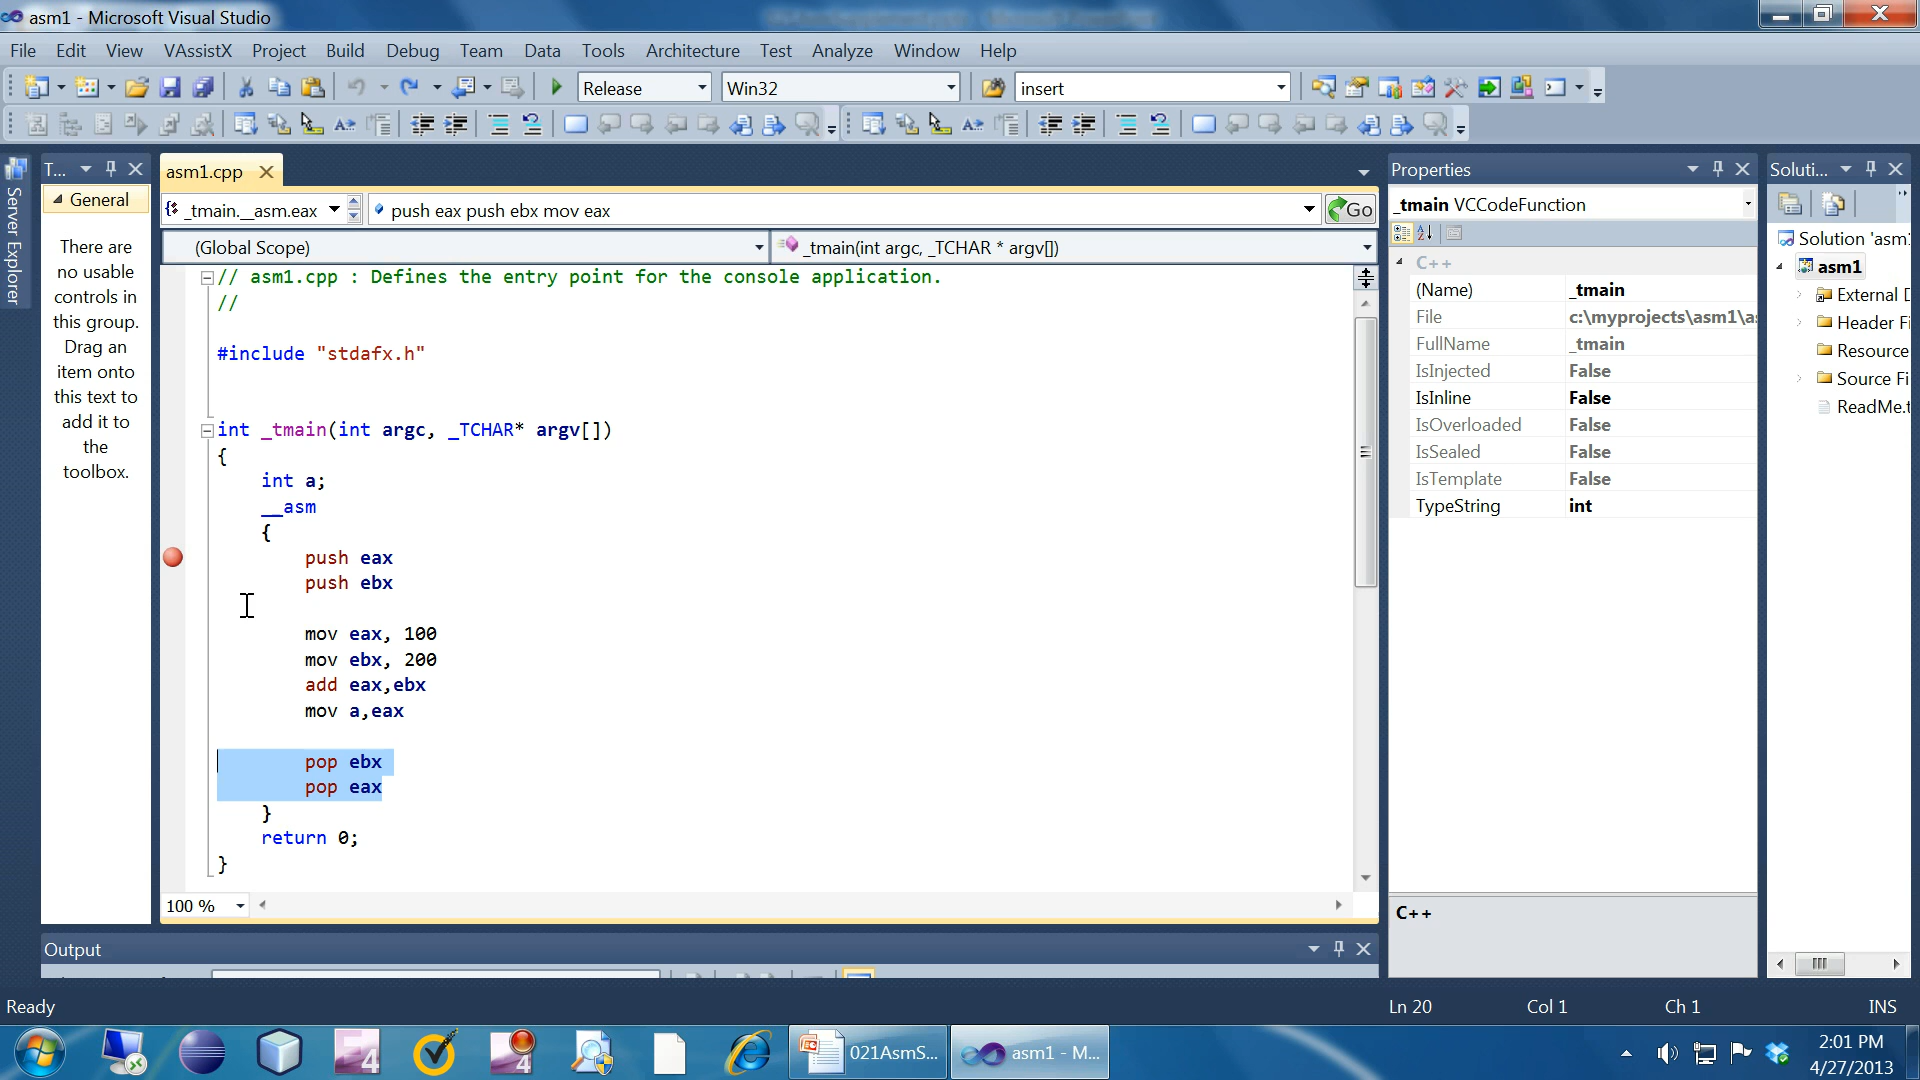 asm1 - Microsoft Visual Studio
File Edit View VAssistX Project Build Debug Team Data Tools Architecture Test Analyze Window Help
Release Win32 insert
T...
asm1.cpp
Properties
Soluti...
Server Explorer
General
There are
no usable
controls in
this group.
Drag an
item onto
this text to
add it to
the
toolbox.
_tmain.__asm.eax push eax push ebx mov eax Go
(Global Scope) _tmain(int argc, _TCHAR * argv[])
// asm1.cpp : Defines the entry point for the console application.
//
#include "stdafx.h"
int _tmain(int argc, _TCHAR* argv[])
{
int a;
__asm
{
push eax
push ebx
mov eax, 100
mov ebx, 200
add eax,ebx
mov a,eax
pop ebx
pop eax
}
return 0;
}
100 %
_tmain VCCodeFunction
C++
(Name) _tmain
File c:\myprojects\asm1\as
FullName _tmain
IsInjected False
IsInline False
IsOverloaded False
IsSealed False
IsTemplate False
TypeString int
C++
Solution 'asm1
asm1
External D
Header Fi
Resource
Source Fi
ReadMe.t
Output
Ready Ln 20 Col 1 Ch 1 INS
021AsmS... asm1 - M...
2:01 PM
4/27/2013